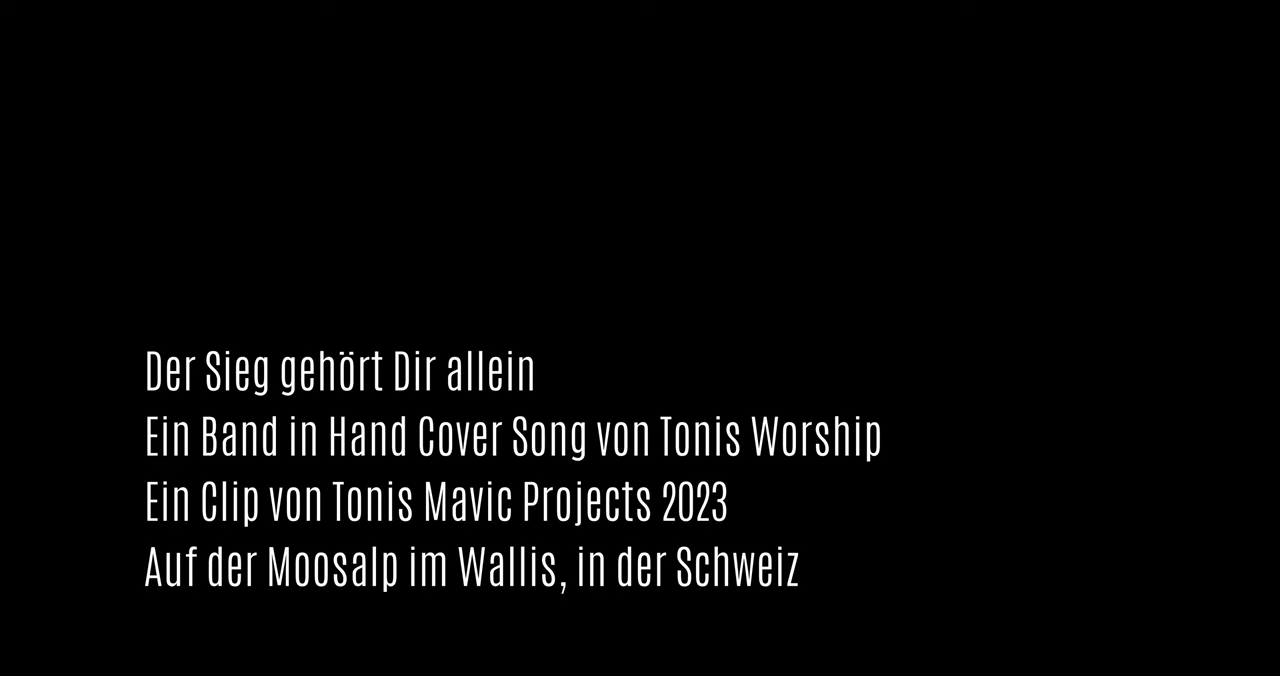 Der Sieg gehört Dir allein
Ein Band in Hand Cover Song von Tonis Worship
Ein Clip von Tonis Mavic Projects 2023
Auf der Moosalp im Wallis, in der Schweiz